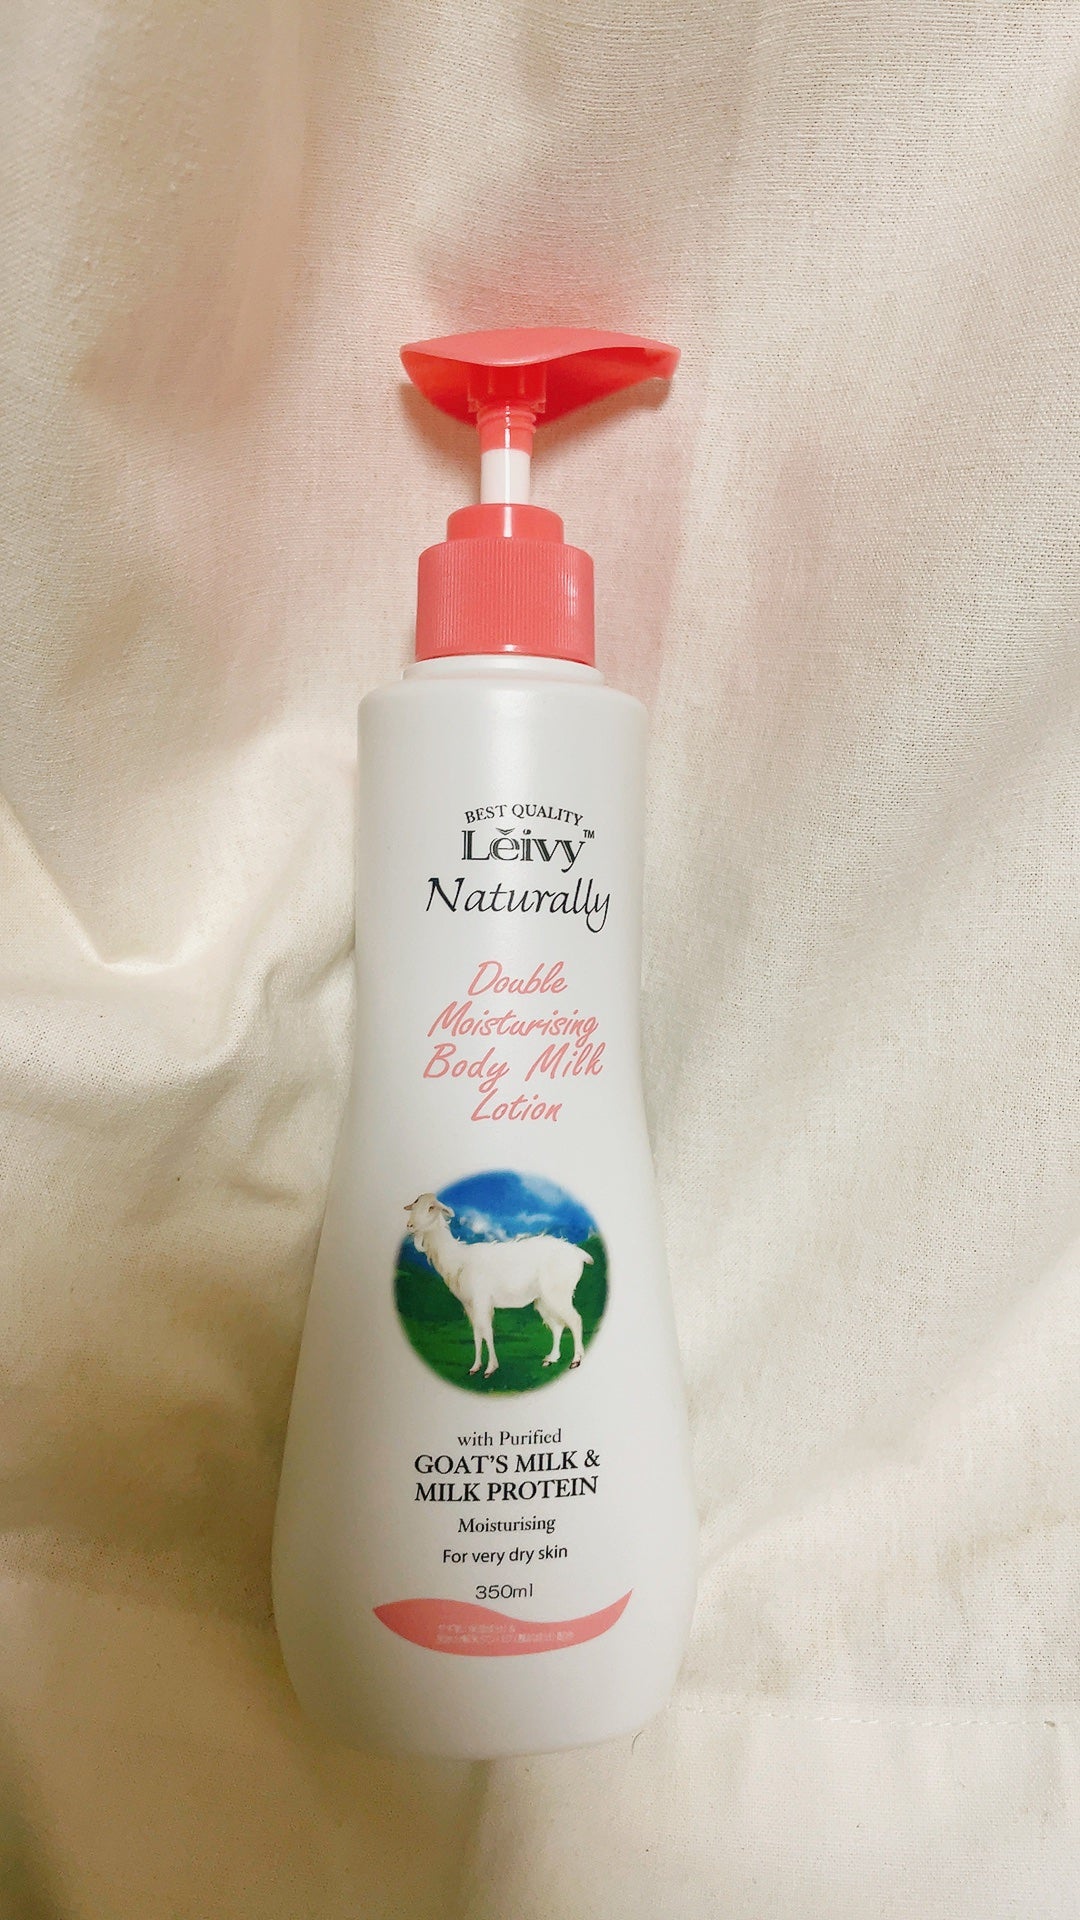 BEST QUALITY
Lěivy™
Naturally
Double
Moisturising
Body Milk
Lotion
with Purified
GOAT'S MILK &
MILK PROTEIN
Moisturising
For very dry skin
350ml